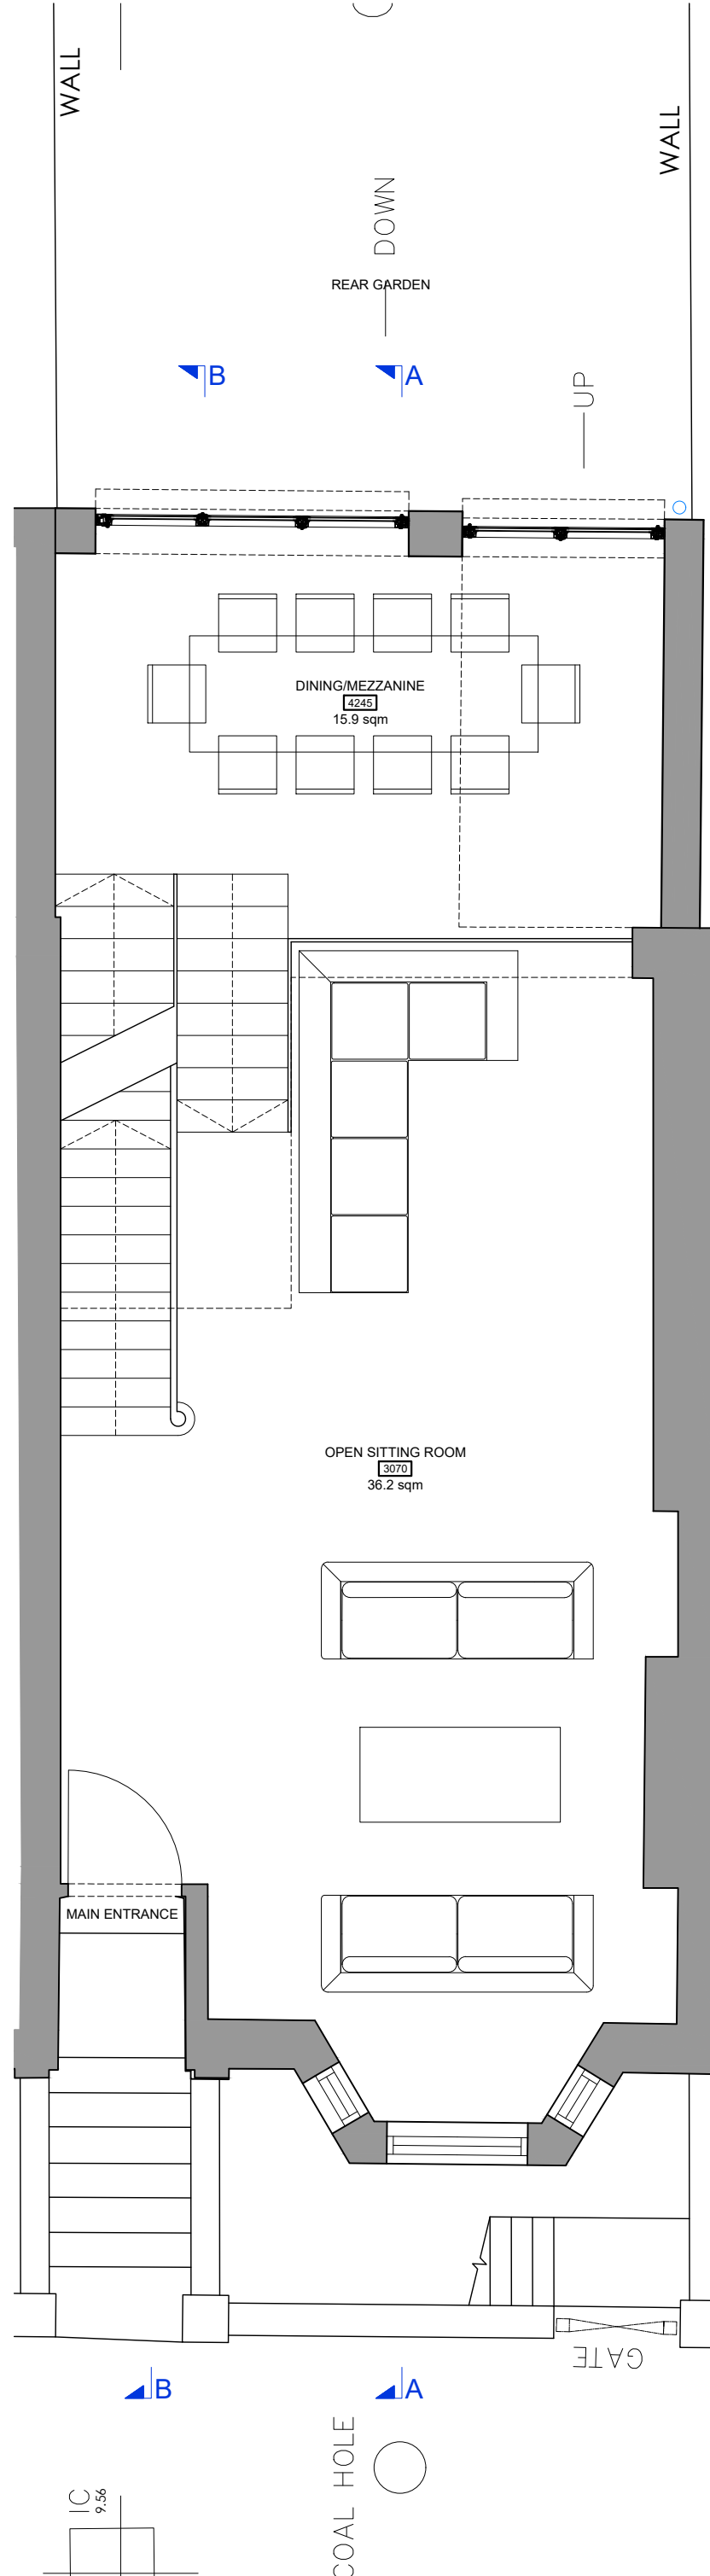 WALL
WALL
DOWN
REAR GARDEN
B
A
UP
DINING/MEZZANINE
4245
15.9 sqm
OPEN SITTING ROOM
3070
36.2 sqm
MAIN ENTRANCE
GATE
B
A
COAL HOLE
IC
9.56